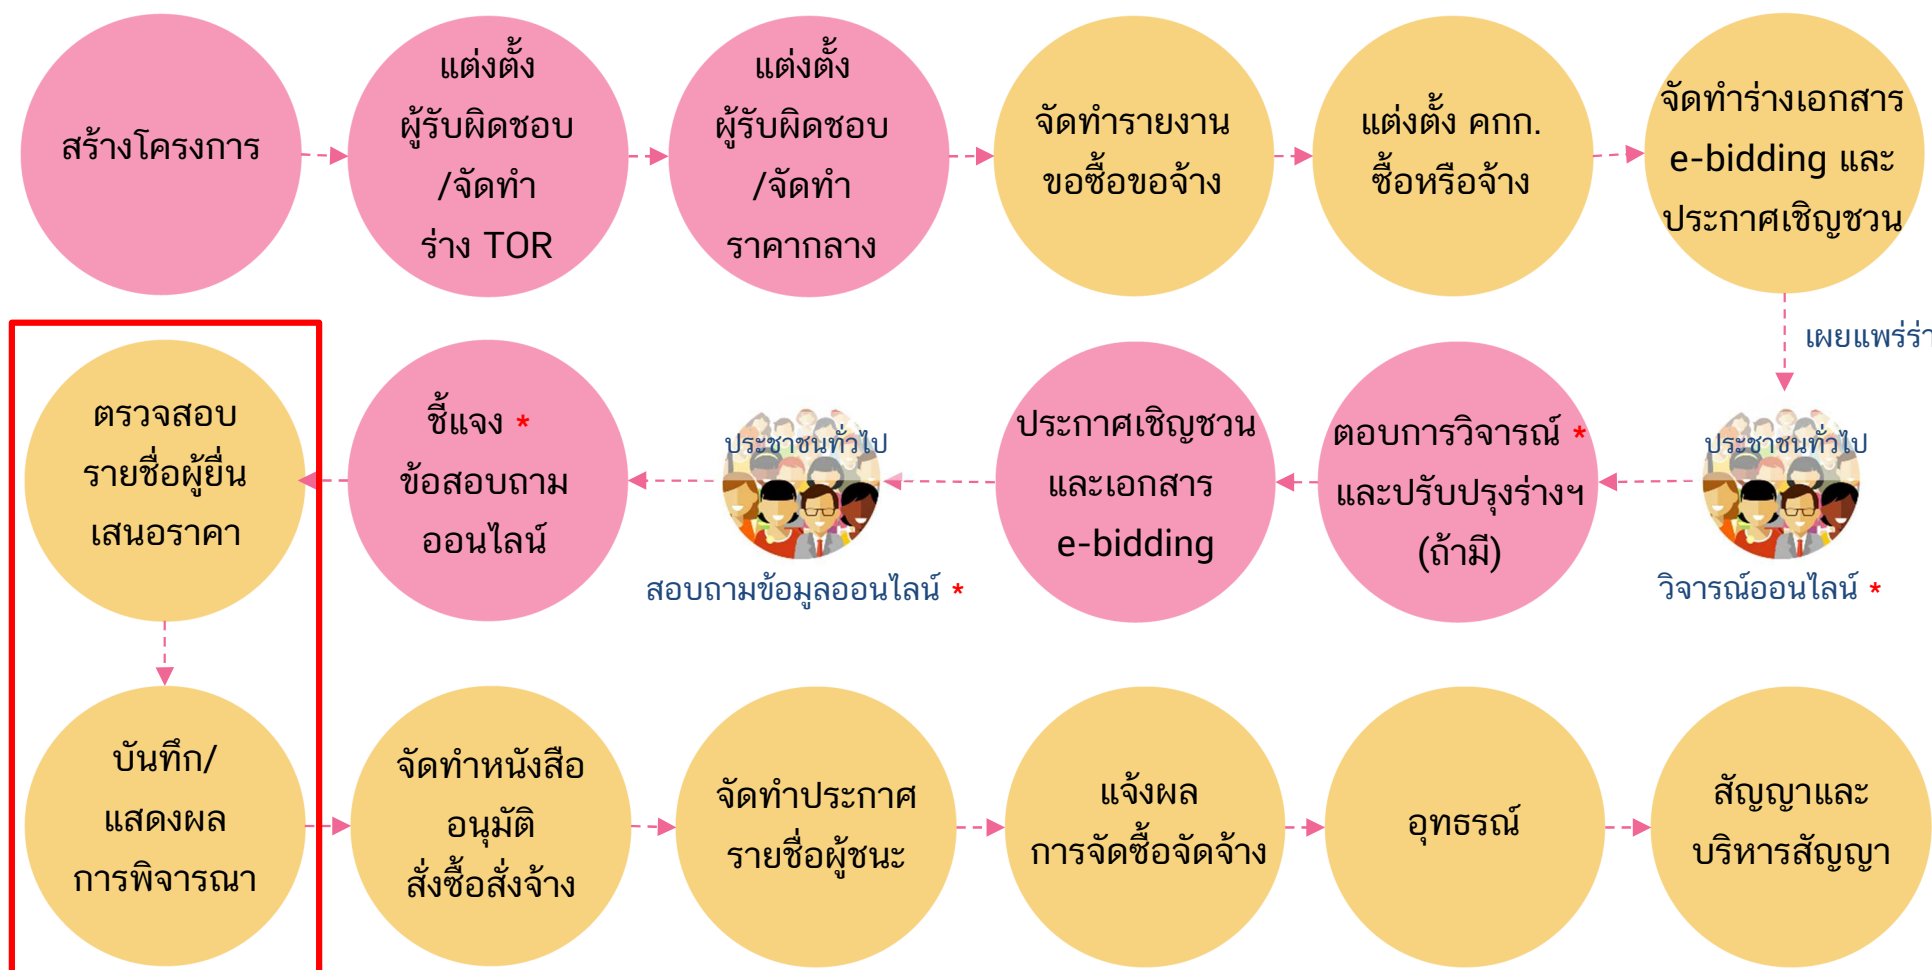 สร้างโครงการ
แต่งตั้ง
ผู้รับผิดชอบ
/จัดทำ
ร่าง TOR
แต่งตั้ง
ผู้รับผิดชอบ
/จัดทำ
ราคากลาง
จัดทำรายงาน
ขอซื้อขอจ้าง
แต่งตั้ง คกก.
ซื้อหรือจ้าง
จัดทำร่างเอกสาร
e-bidding และ
ประกาศเชิญชวน
เผยแพร่ร่า
ประชาชนทั่วไป
วิจารณ์ออนไลน์ *
ตอบการวิจารณ์ *
และปรับปรุงร่างฯ
(ถ้ามี)
ประกาศเชิญชวน
และเอกสาร
e-bidding
ประชาชนทั่วไป
สอบถามข้อมูลออนไลน์ *
ชี้แจง *
ข้อสอบถาม
ออนไลน์
ตรวจสอบ
รายชื่อผู้ยื่น
เสนอราคา
บันทึก/
แสดงผล
การพิจารณา
จัดทำหนังสือ
อนุมัติ
สั่งซื้อสั่งจ้าง
จัดทำประกาศ
รายชื่อผู้ชนะ
แจ้งผล
การจัดซื้อจัดจ้าง
อุทธรณ์
สัญญาและ
บริหารสัญญา